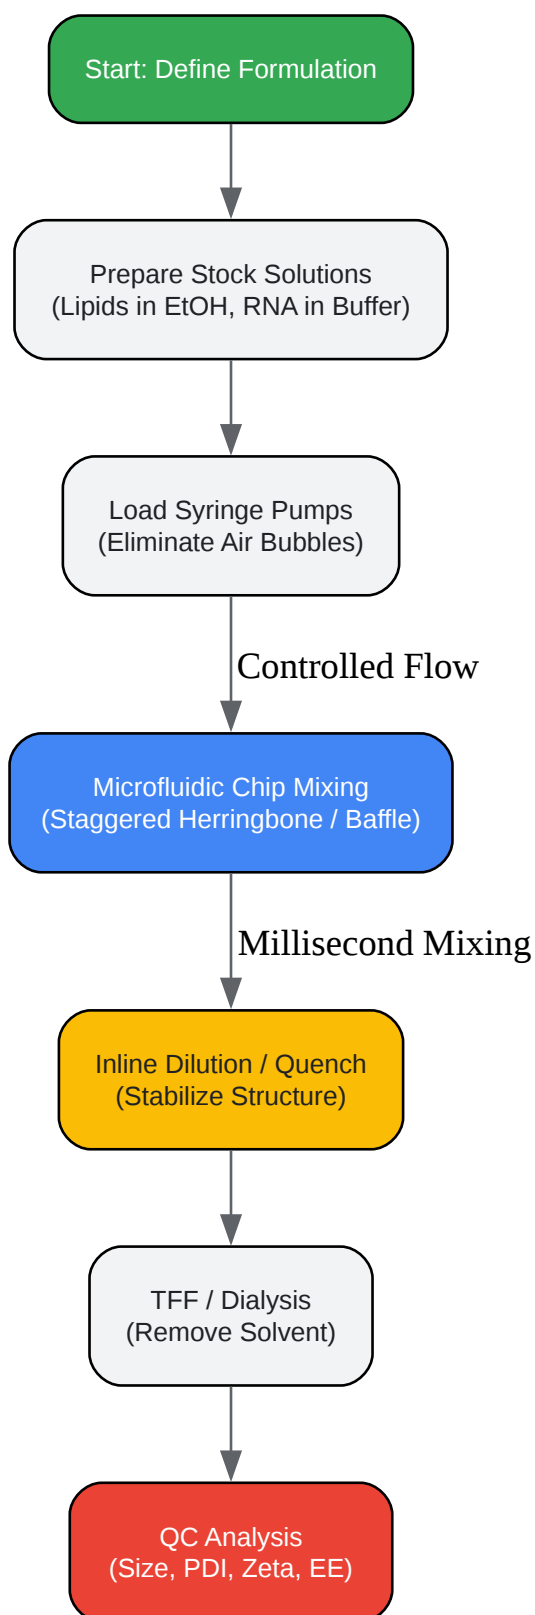 Start: Define Formulation
Prepare Stock Solutions
(Lipids in EtOH, RNA in Buffer)
Load Syringe Pumps
(Eliminate Air Bubbles)
Controlled Flow
Microfluidic Chip Mixing
(Staggered Herringbone / Baffle)
Millisecond Mixing
Inline Dilution / Quench
(Stabilize Structure)
TFF / Dialysis
(Remove Solvent)
QC Analysis
(Size, PDI, Zeta, EE)